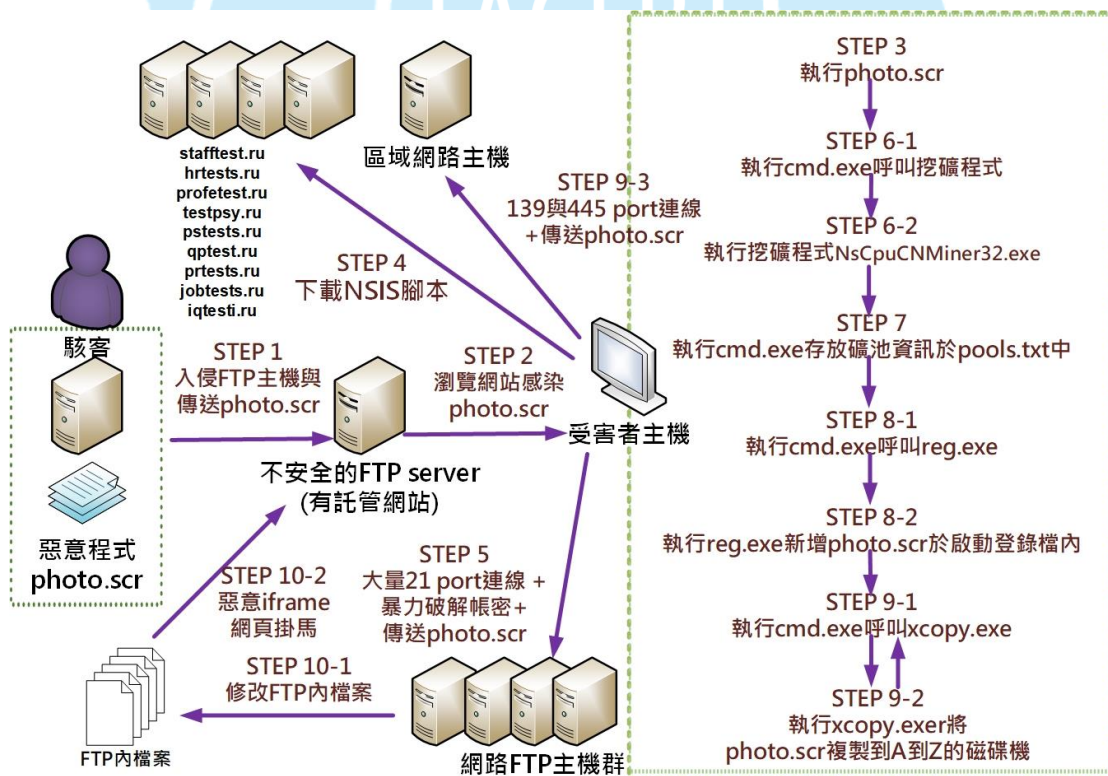 stafftest.ru
hrtests.ru
profetest.ru
testpsy.ru
pstests.ru
qptest.ru
prtests.ru
jobtests.ru
iqtesti.ru
區域網路主機
STEP 9-3
139與445 port連線
+傳送photo.scr
STEP 4
下載NSIS腳本
駭客
STEP 1
入侵FTP主機與
傳送photo.scr
STEP 2
瀏覽網站感染
photo.scr
受害者主機
不安全的FTP server
(有託管網站)
惡意程式
photo.scr
STEP 10-2
惡意iframe
網頁掛馬
STEP 5
大量21 port連線 +
暴力破解帳密+
傳送photo.scr
STEP 10-1
修改FTP內檔案
FTP內檔案
網路FTP主機群
STEP 3
執行photo.scr
STEP 6-1
執行cmd.exe呼叫挖礦程式
STEP 6-2
執行挖礦程式NsCpuCNMiner32.exe
STEP 7
執行cmd.exe存放礦池資訊於pools.txt中
STEP 8-1
執行cmd.exe呼叫reg.exe
STEP 8-2
執行reg.exe新增photo.scr於啟動登錄檔內
STEP 9-1
執行cmd.exe呼叫xcopy.exe
STEP 9-2
執行xcopy.exer將
photo.scr複製到A到Z的磁碟機